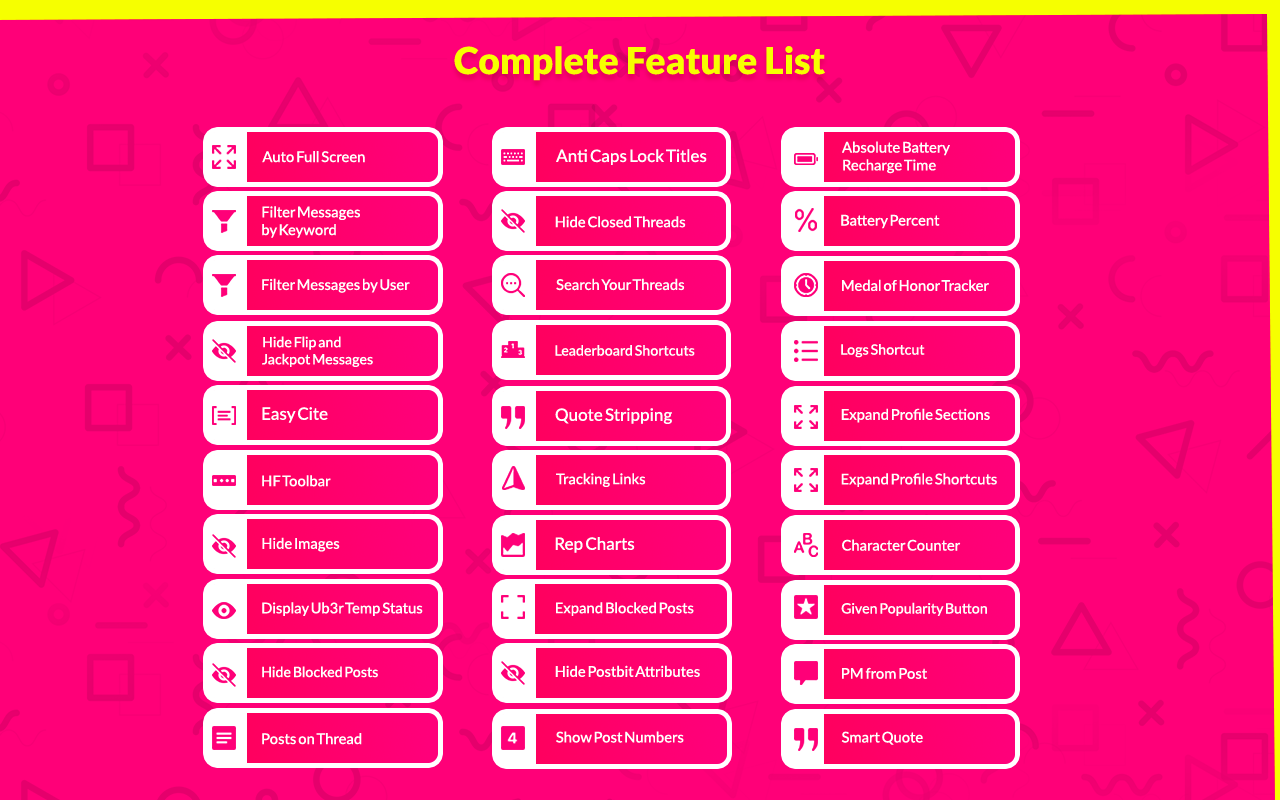 Complete Feature List
Auto Full Screen
Filter Messages
by Keyword
Filter Messages by User
Hide Flip and
Jackpot Messages
Easy Cite
HF Toolbar
Hide Images
Display Ub3r Temp Status
Hide Blocked Posts
Posts on Thread
Anti Caps Lock Titles
Hide Closed Threads
Search Your Threads
2 1 3
Leaderboard Shortcuts
Quote Stripping
Tracking Links
Rep Charts
Expand Blocked Posts
Hide Postbit Attributes
4
Show Post Numbers
Absolute Battery
Recharge Time
%
Battery Percent
Medal of Honor Tracker
Logs Shortcut
Expand Profile Sections
Expand Profile Shortcuts
ABC
Character Counter
Given Popularity Button
PM from Post
Smart Quote